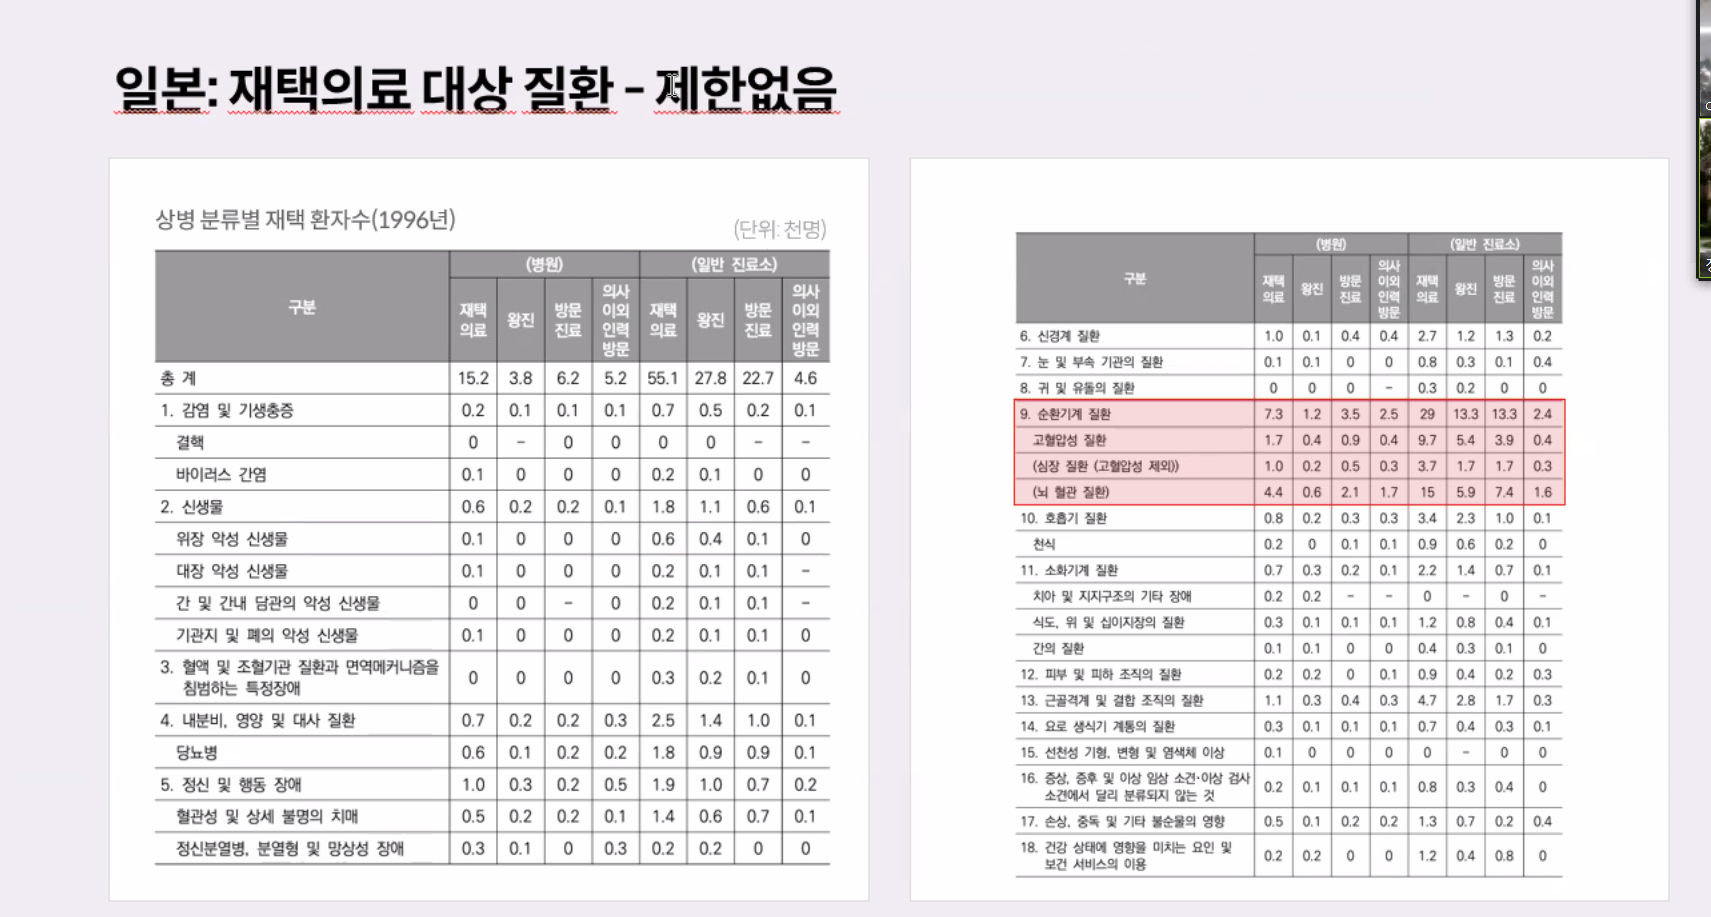 일본: 재택의료 대상 질환 - 제한없음
상병 분류별 재택 환자수(1996년)
(단위: 천명)
구분 (병원) (일반 진료소)
재택의료 왕진 방문진료 의사이외인력방문 재택의료 왕진 방문진료 의사이외인력방문
총 계 15.2 3.8 6.2 5.2 55.1 27.8 22.7 4.6
1. 감염 및 기생충증 0.2 0.1 0.1 0.1 0.7 0.5 0.2 0.1
결핵 0 - 0 0 0 0 - -
바이러스 간염 0.1 0 0 0 0.2 0.1 0 0
2. 신생물 0.6 0.2 0.2 0.1 1.8 1.1 0.6 0.1
위장 악성 신생물 0.1 0 0 0 0.6 0.4 0.1 0
대장 악성 신생물 0.1 0 0 0 0.2 0.1 0.1 -
간 및 간내 담관의 악성 신생물 0 0 - 0 0.2 0.1 0.1 -
기관지 및 폐의 악성 신생물 0.1 0 0 0 0.2 0.1 0.1 0
3. 혈액 및 조혈기관 질환과 면역메커니즘을
침범하는 특정장애 0 0 0 0 0.3 0.2 0.1 0
4. 내분비, 영양 및 대사 질환 0.7 0.2 0.2 0.3 2.5 1.4 1.0 0.1
당뇨병 0.6 0.1 0.2 0.2 1.8 0.9 0.9 0.1
5. 정신 및 행동 장애 1.0 0.3 0.2 0.5 1.9 1.0 0.7 0.2
혈관성 및 상세 불명의 치매 0.5 0.2 0.2 0.1 1.4 0.6 0.7 0.1
정신분열병, 분열형 및 망상성 장애 0.3 0.1 0 0.3 0.2 0.2 0 0
구분 (병원) (일반 진료소)
재택의료 왕진 방문진료 의사이외인력방문 재택의료 왕진 방문진료 의사이외인력방문
6. 신경계 질환 1.0 0.1 0.4 0.4 2.7 1.2 1.3 0.2
7. 눈 및 부속 기관의 질환 0.1 0.1 0 0 0.8 0.3 0.1 0.4
8. 귀 및 유돌의 질환 0 0 0 - 0.3 0.2 0 0
9. 순환기계 질환 7.3 1.2 3.5 2.5 29 13.3 13.3 2.4
고혈압성 질환 1.7 0.4 0.9 0.4 9.7 5.4 3.9 0.4
(심장 질환 (고혈압성 제외)) 1.0 0.2 0.5 0.3 3.7 1.7 1.7 0.3
(뇌 혈관 질환) 4.4 0.6 2.1 1.7 15 5.9 7.4 1.6
10. 호흡기 질환 0.8 0.2 0.3 0.3 3.4 2.3 1.0 0.1
천식 0.2 0 0.1 0.1 0.9 0.6 0.2 0
11. 소화기계 질환 0.7 0.3 0.2 0.1 2.2 1.4 0.7 0.1
치아 및 지지구조의 기타 장애 0.2 0.2 - - 0 - 0 -
식도, 위 및 십이지장의 질환 0.3 0.1 0.1 0.1 1.2 0.8 0.4 0.1
간의 질환 0.1 0.1 0 0 0.4 0.3 0.1 0
12. 피부 및 피하 조직의 질환 0.2 0.2 0 0.1 0.9 0.4 0.2 0.3
13. 근골격계 및 결합 조직의 질환 1.1 0.3 0.4 0.3 4.7 2.8 1.7 0.3
14. 요로 생식기 계통의 질환 0.3 0.1 0.1 0.1 0.7 0.4 0.3 0.1
15. 선천성 기형, 변형 및 염색체 이상 0.1 0 0 0 0 - 0 0
16. 증상, 증후 및 이상 임상 소견·이상 검사
소견에서 달리 분류되지 않는 것 0.2 0.1 0.1 0.1 0.8 0.3 0.4 0
17. 손상, 중독 및 기타 불순물의 영향 0.5 0.1 0.2 0.2 1.3 0.7 0.2 0.4
18. 건강 상태에 영향을 미치는 요인 및
보건 서비스의 이용 0.2 0.2 0 0 1.2 0.4 0.8 0